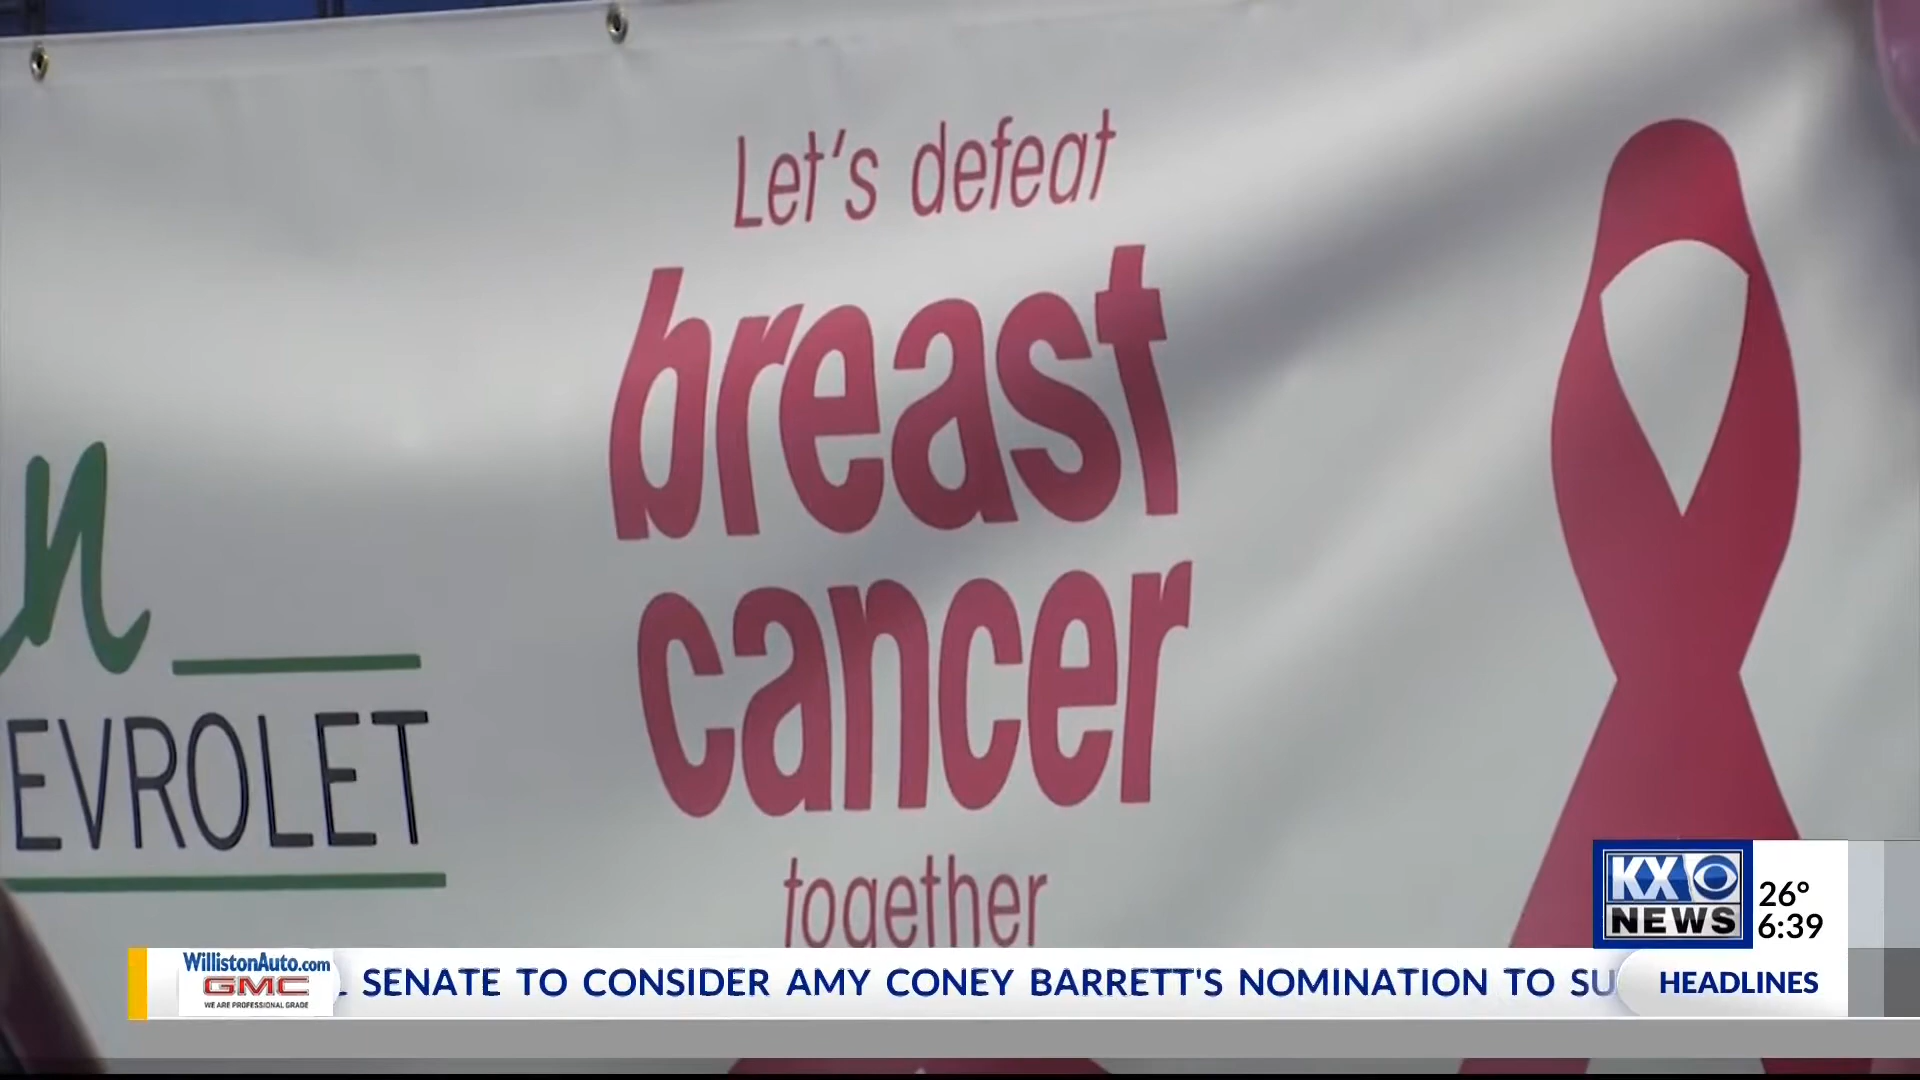 Let's defeat
breast
cancer
together
n
EVROLET
KX NEWS
26°
6:39
WillistonAuto.com
GMC
WE ARE PROFESSIONAL GRADE
SENATE TO CONSIDER AMY CONEY BARRETT'S NOMINATION TO SU
HEADLINES